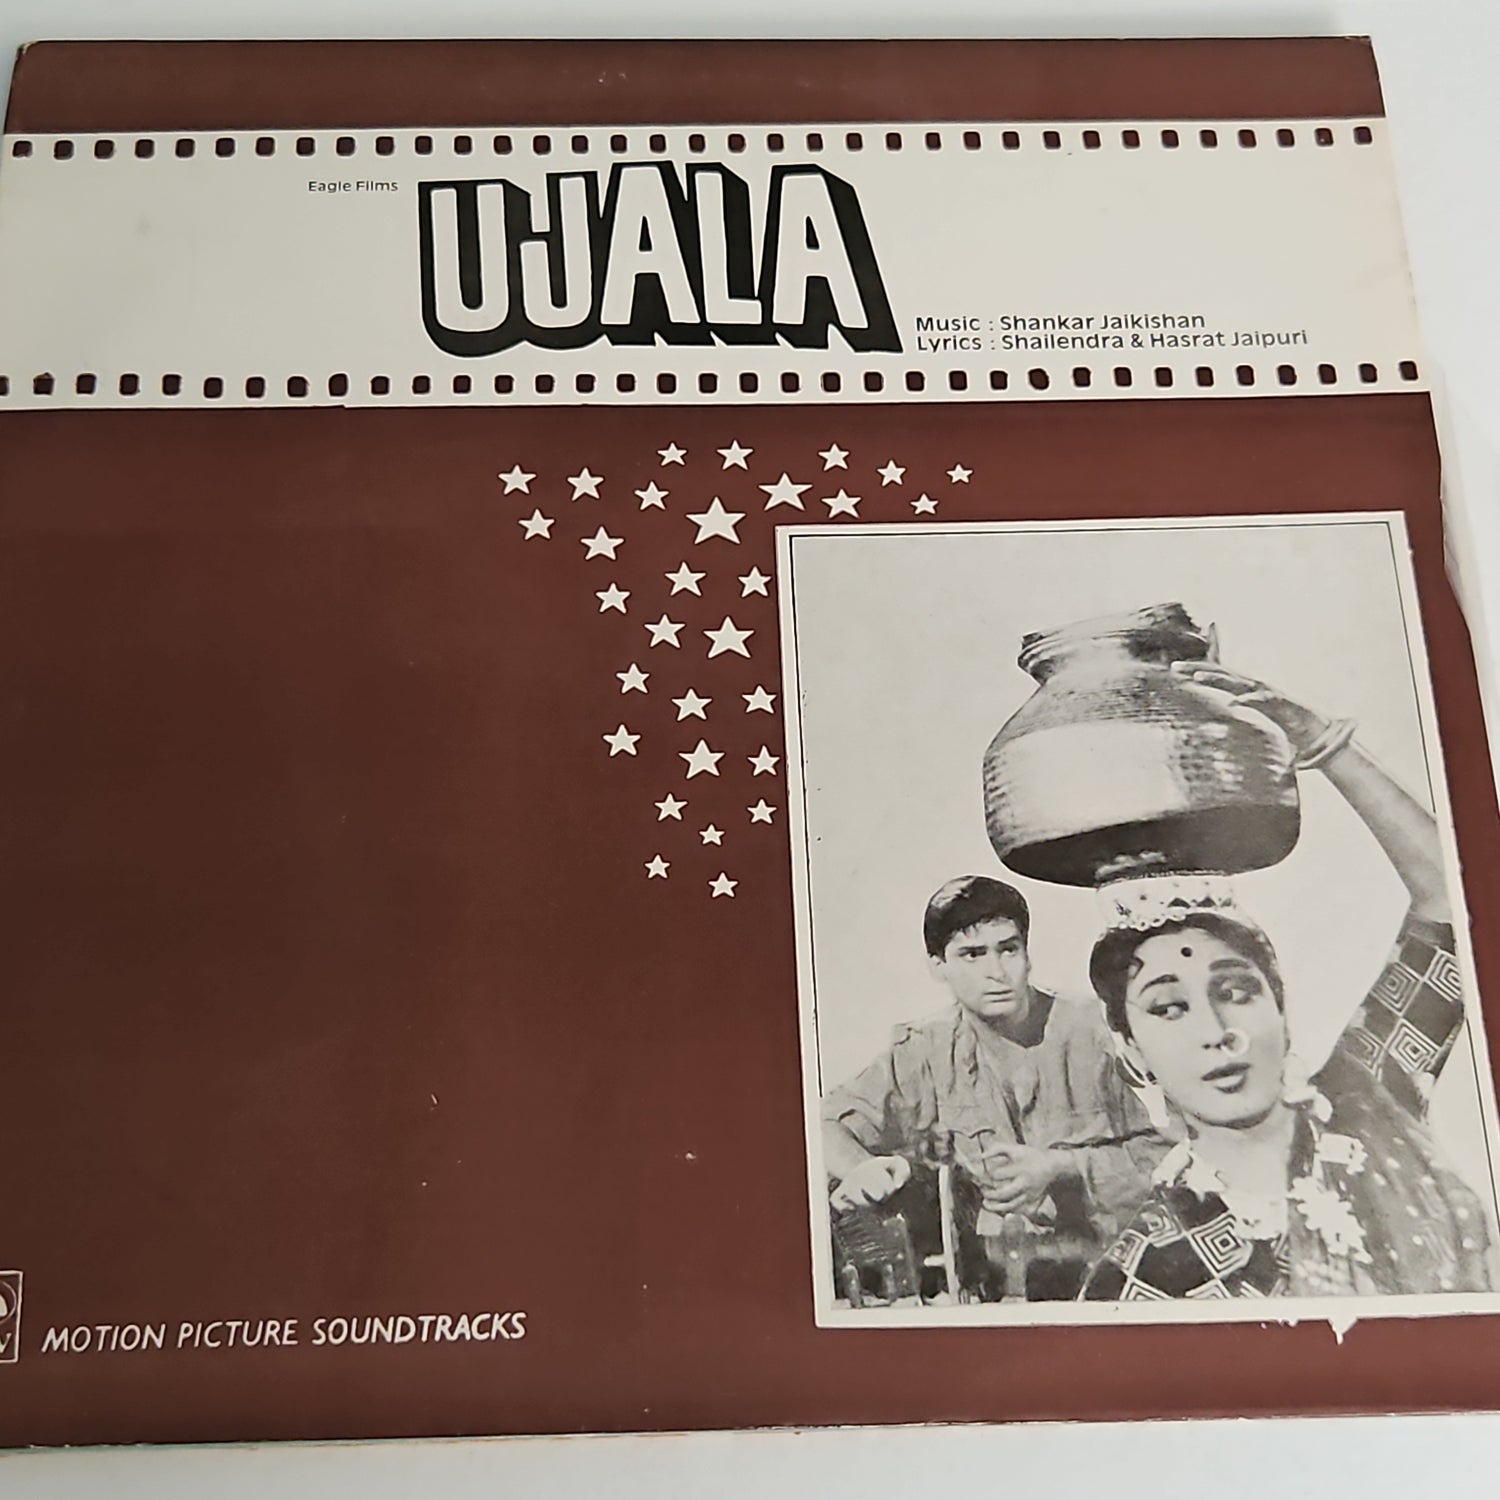 Eagle Films
UJALA
Music : Shankar Jaikishan
Lyrics : Shailendra & Hasrat Jaipuri
MOTION PICTURE SOUNDTRACKS